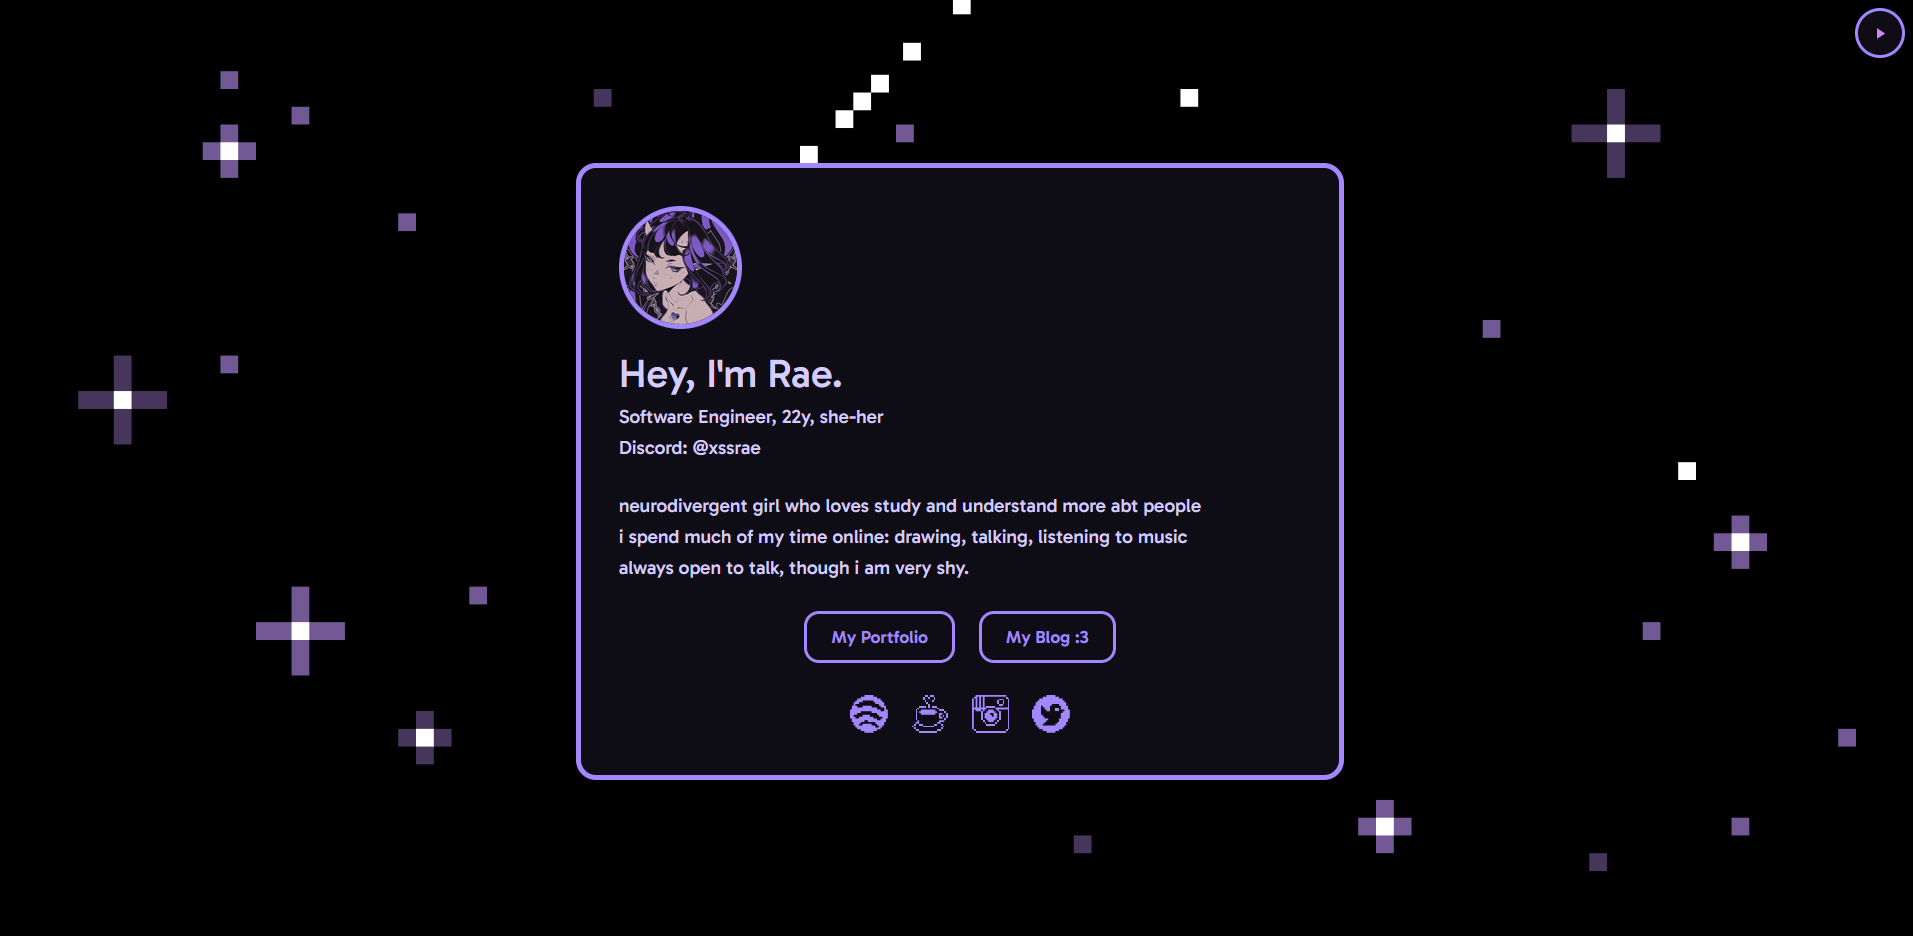 Hey, I'm Rae.
Software Engineer, 22y, she-her
Discord: @xssrae
neurodivergent girl who loves study and understand more abt people
i spend much of my time online: drawing, talking, listening to music
always open to talk, though i am very shy.
My Portfolio
My Blog :3